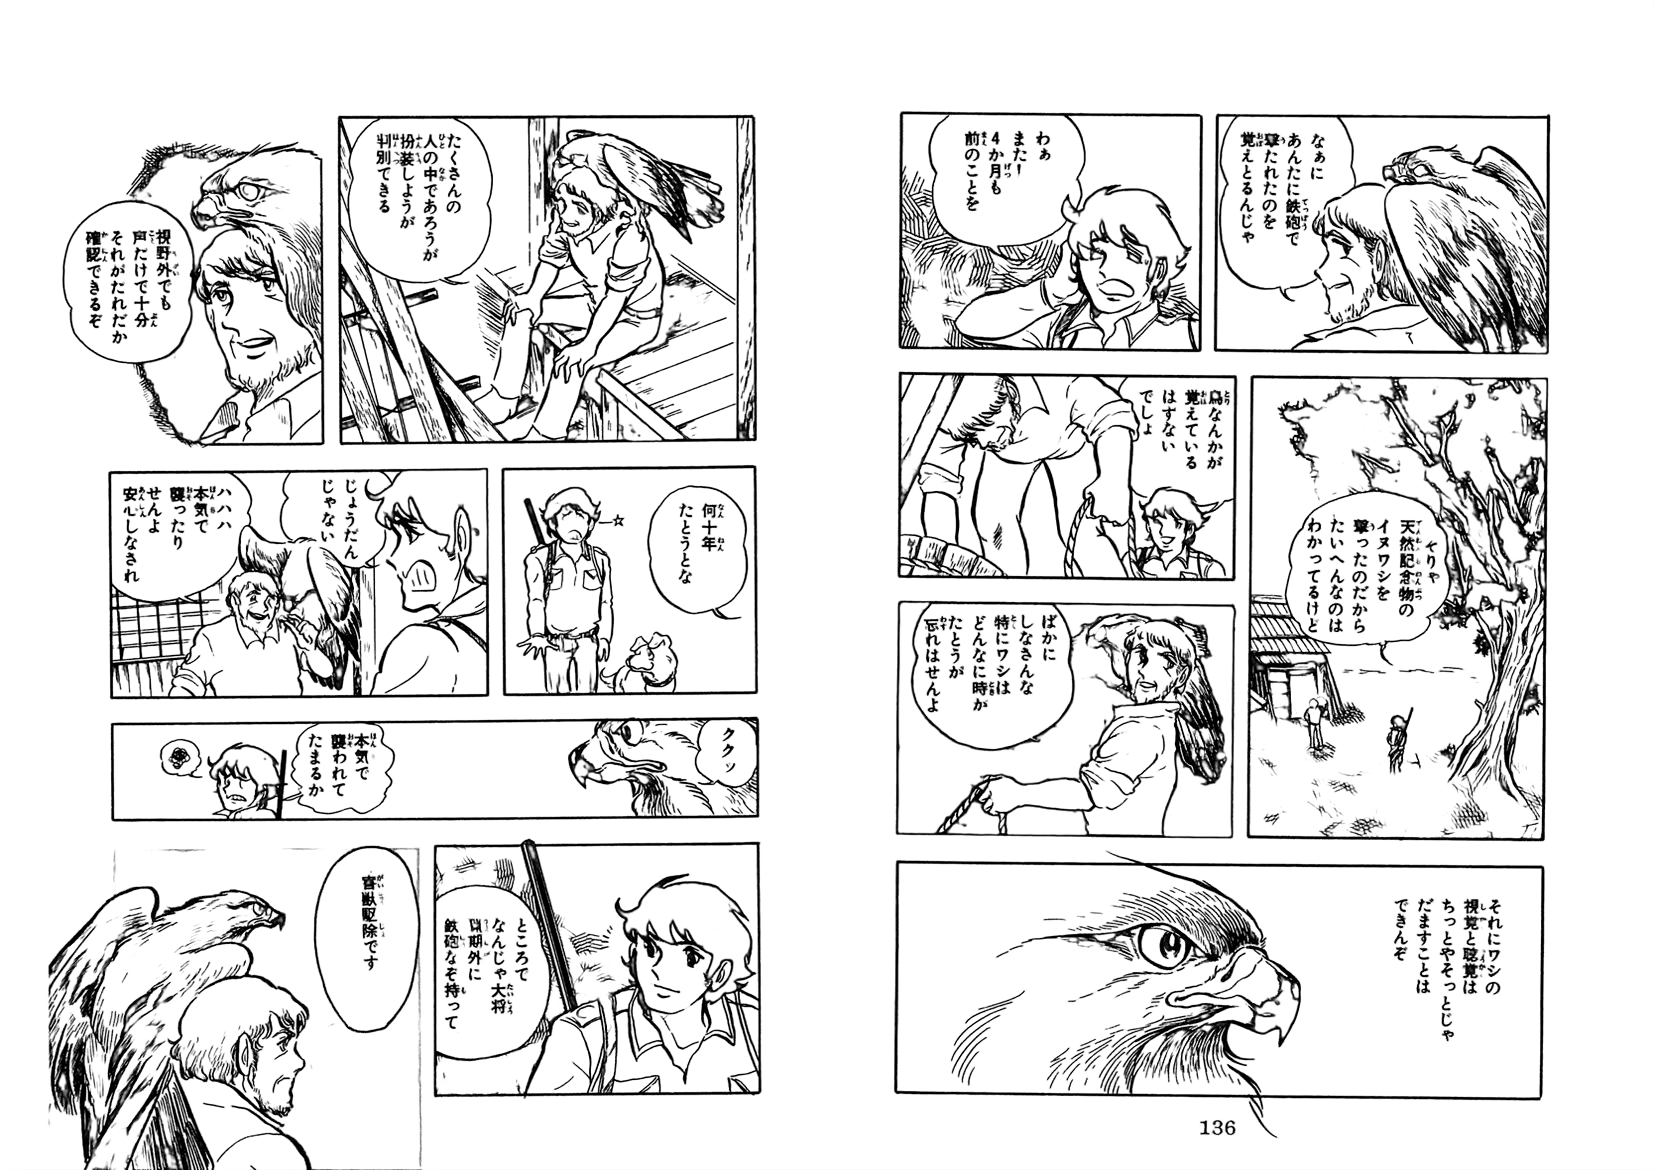 なぁに
あんたに鉄砲で
撃たれたのを
覚えとるんじゃ
わぁ
また！
4か月も
前のことを
そりゃ
天然記念物の
イヌワシを
撃ったのだから
たいへんなのは
わかってるけど
鳥なんかが
覚えている
はずない
でしょ
ばかに
しなさんな
特にワシは
どんなに時が
たとうが
忘れはせんよ
それにワシの
視覚と聴覚は
ちっとやそっとじゃ
だますことは
できんぞ
136
たくさんの
人の中であろうが
扮装しようが
判別できる
視野外でも
声だけで十分
それがたれだか
確認できるぞ
何十年
たとうとな
じょうだん
じゃない
ハハハ
本気で
襲ったり
せんよ
安心しなされ
ククッ
本気で
襲われて
たまるか
ところで
なんじゃ大将
猟期外に
鉄砲なぞ持って
害獣駆除です